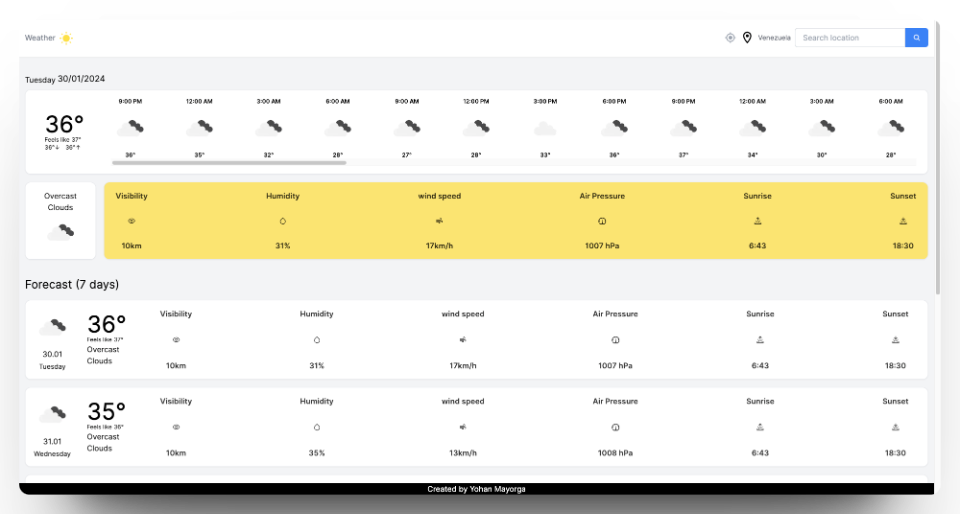 Weather
Venezuela Search location
Tuesday 30/01/2024
9:00 PM 12:00 AM 3:00 AM 6:00 AM 9:00 AM 12:00 PM 3:00 PM 6:00 PM 9:00 PM 12:00 AM 3:00 AM 6:00 AM
36°
Feels like 37°
36°↓ 36°↑
36° 35° 32° 28° 27° 28° 33° 36° 37° 34° 30° 28°
Overcast
Clouds
Visibility Humidity wind speed Air Pressure Sunrise Sunset
10km 31% 17km/h 1007 hPa 6:43 18:30
Forecast (7 days)
30.01
Tuesday
36°
Feels like 37°
Overcast
Clouds
Visibility Humidity wind speed Air Pressure Sunrise Sunset
10km 31% 17km/h 1007 hPa 6:43 18:30
31.01
Wednesday
35°
Feels like 36°
Overcast
Clouds
Visibility Humidity wind speed Air Pressure Sunrise Sunset
10km 35% 13km/h 1008 hPa 6:43 18:30
Created by Yohan Mayorga